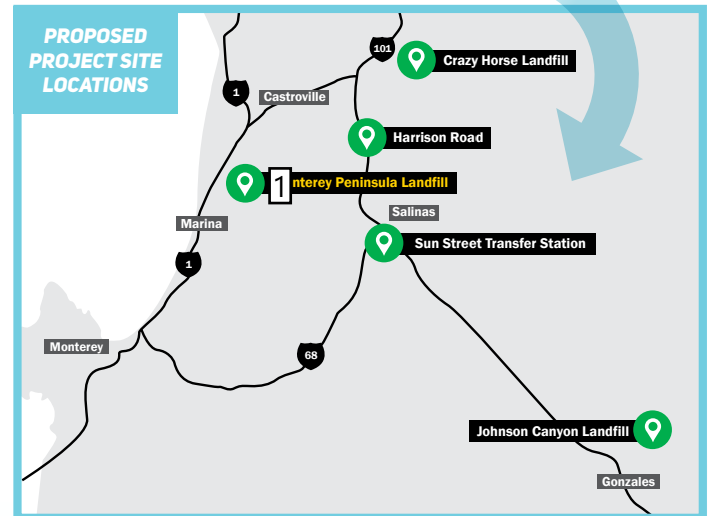 PROPOSED
PROJECT SITE
LOCATIONS
101
Crazy Horse Landfill
1
Castroville
Harrison Road
1
nterey Peninsula Landfill
Salinas
Marina
Sun Street Transfer Station
1
Monterey
68
Johnson Canyon Landfill
Gonzales